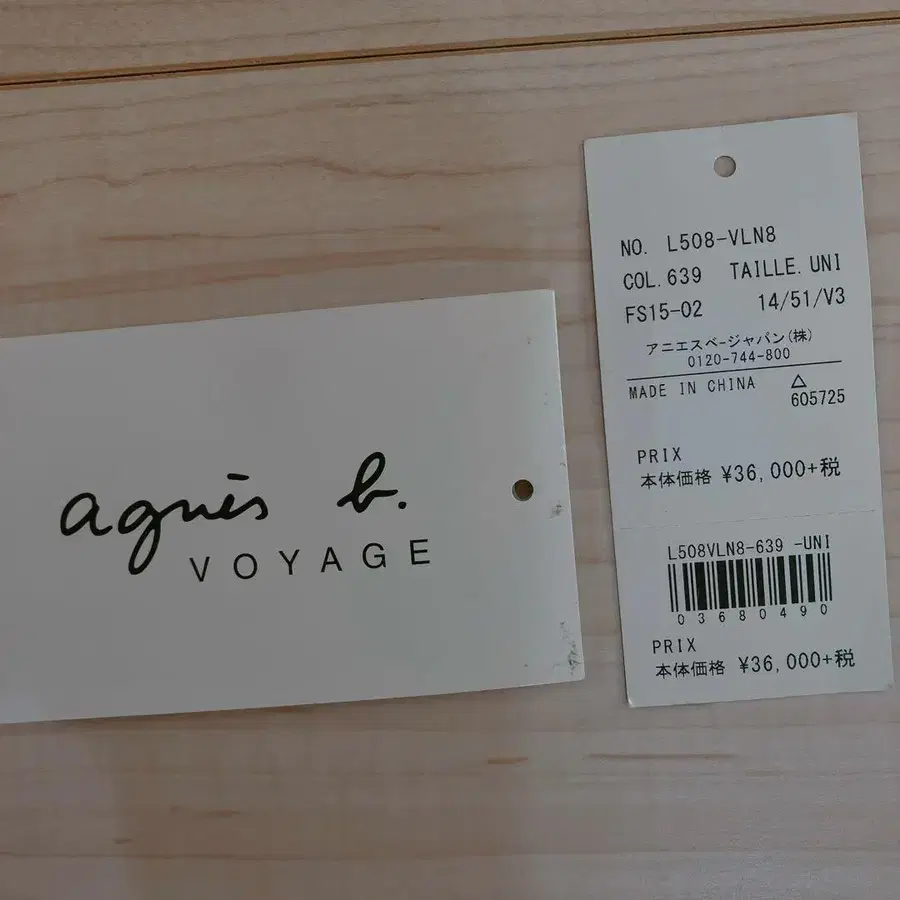 agnès b.
VOYAGE
NO. L508-VLN8
COL.639 TAILLE.UNI
FS15-02 14/51/V3
アニエスベージャパン(株)
0120-744-800
MADE IN CHINA △
605725
PRIX
本体価格 ¥36,000+税
L508VLN8-639 -UNI
03680490
PRIX
本体価格 ¥36,000+税